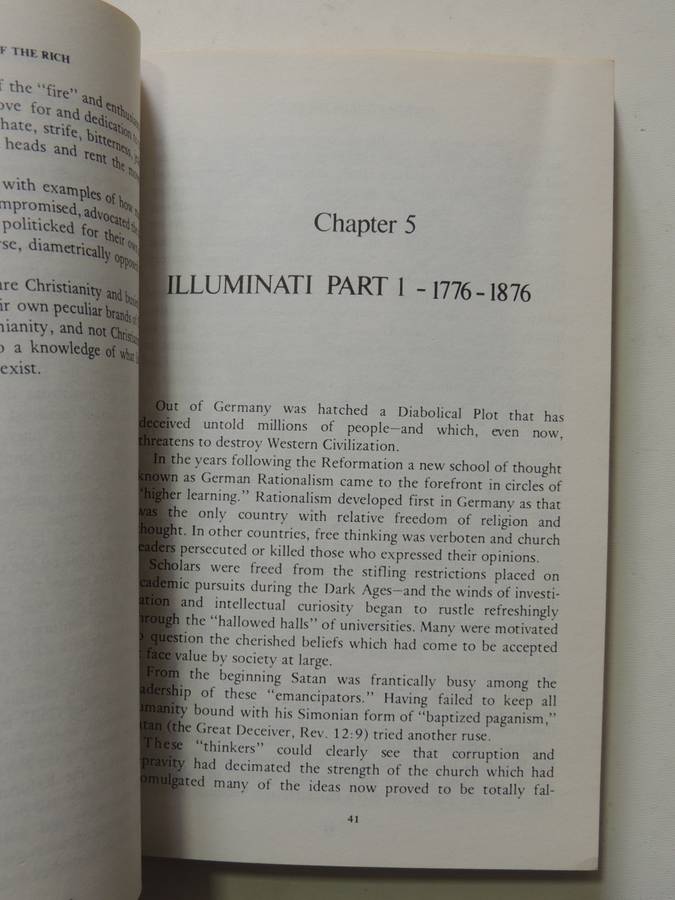 F THE RICH
the "fire" and
ove for and dedication
hate, strife, bitterness,
heads and rent the
with examples of how
mpromised, advocated
politicked for their own
rse, diametrically
are Christianity and
ir own peculiar brands
nianity, and not
o a knowledge of what
exist.
Chapter 5
ILLUMINATI PART 1 - 1776-1876
Out of Germany was hatched a Diabolical Plot that has
deceived untold millions of people—and which, even now,
threatens to destroy Western Civilization.
In the years following the Reformation a new school of thought
known as German Rationalism came to the forefront in circles of
"higher learning." Rationalism developed first in Germany as that
was the only country with relative freedom of religion and
thought. In other countries, free thinking was verboten and church
leaders persecuted or killed those who expressed their opinions.
Scholars were freed from the stifling restrictions placed on
academic pursuits during the Dark Ages—and the winds of investi-
ation and intellectual curiosity began to rustle refreshingly
hrough the "hallowed halls" of universities. Many were motivated
o question the cherished beliefs which had come to be accepted
face value by society at large.
From the beginning Satan was frantically busy among the
adership of these "emancipators." Having failed to keep all
umanity bound with his Simonian form of "baptized paganism,"
atan (the Great Deceiver, Rev. 12:9) tried another ruse.
These "thinkers" could clearly see that corruption and
pravity had decimated the strength of the church which had
omulgated many of the ideas now proved to be totally fal-
41